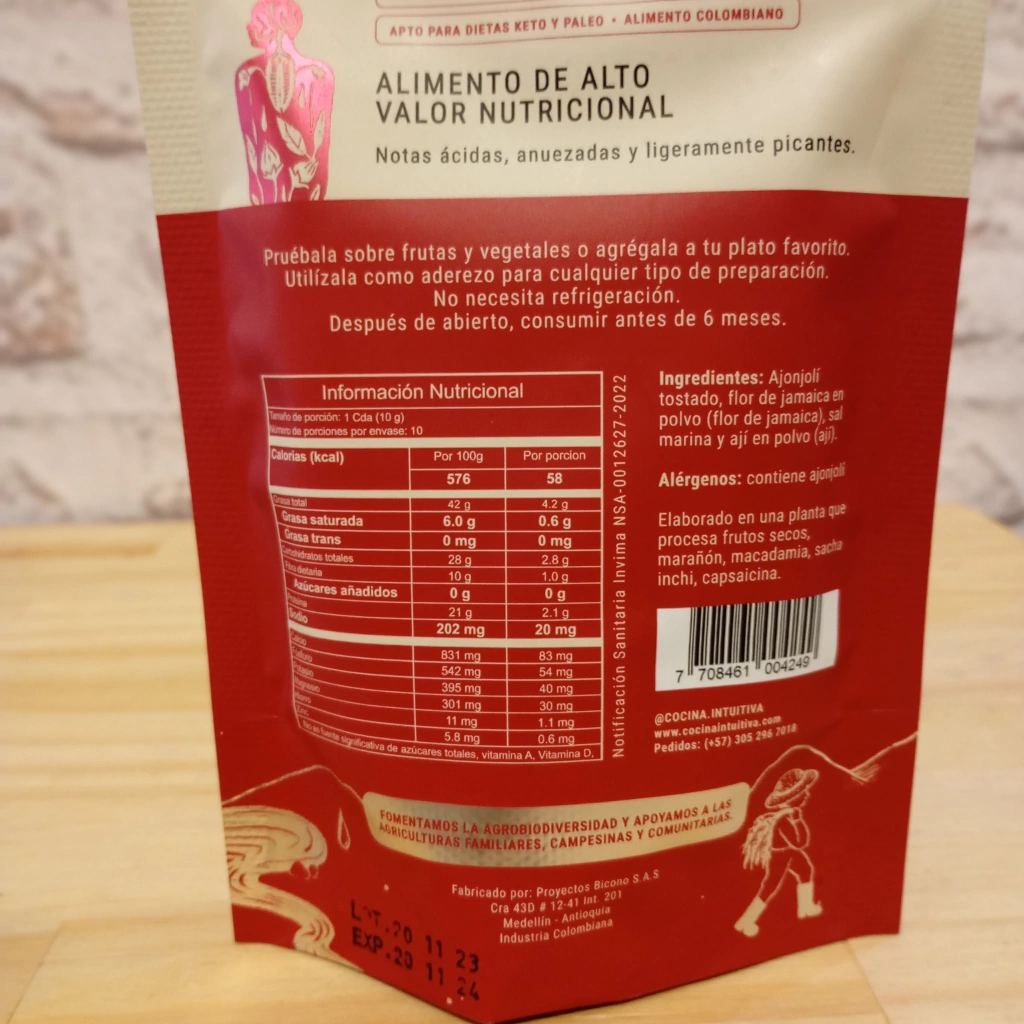 APTO PARA DIETAS KETO Y PALEO • ALIMENTO COLOMBIANO
ALIMENTO DE ALTO
VALOR NUTRICIONAL
Notas ácidas, anuezadas y ligeramente picantes.
Pruébala sobre frutas y vegetales o agrégala a tu plato favorito.
Utilízala como aderezo para cualquier tipo de preparación.
No necesita refrigeración.
Después de abierto, consumir antes de 6 meses.
Información Nutricional
Tamaño de porción: 1 Cda (10 g)
Número de porciones por envase: 10
Calorías (kcal) Por 100g Por porcion
576 58
Grasa total 42 g 4.2 g
Grasa saturada 6.0 g 0.6 g
Grasa trans 0 mg 0 mg
Carbohidratos totales 28 g 2.8 g
Fibra dietaria 10 g 1.0 g
Azúcares añadidos 0 g 0 g
21 g 2.1 g
Sodio 202 mg 20 mg
831 mg 83 mg
542 mg 54 mg
395 mg 40 mg
301 mg 30 mg
11 mg 1.1 mg
5.8 mg 0.6 mg
No es fuente significativa de azúcares totales, vitamina A, Vitamina D,
Notificación Sanitaria Invima NSA-0012627-2022
Ingredientes: Ajonjolí
tostado, flor de jamaica en
polvo (flor de jamaica), sal
marina y ají en polvo (ají).
Alérgenos: contiene ajonjolí
Elaborado en una planta que
procesa frutos secos,
marañón, macadamia, sacha
inchi, capsaicina.
7 708461 004249
@COCINA.INTUITIVA
www.cocinaintuitiva.com
Pedidos: (+57) 305 296 7018
FOMENTAMOS LA AGROBIODIVERSIDAD Y APOYAMOS A LAS
AGRICULTURAS FAMILIARES, CAMPESINAS Y COMUNITARIAS.
Fabricado por: Proyectos Bicono S.A.S
Cra 43D # 12-41 Int. 201
Medellín - Antioquia
Industria Colombiana
LOT.20 11 23
EXP.20 11 24